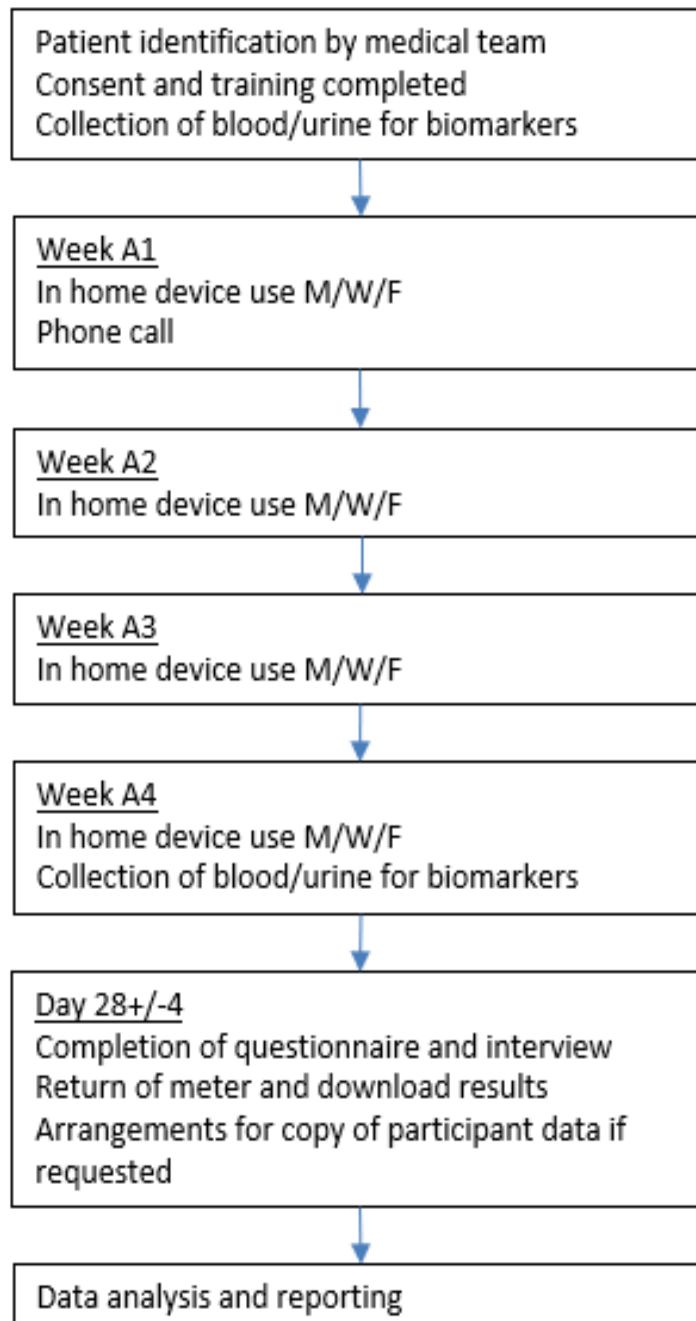 Patient identification by medical team
Consent and training completed
Collection of blood/urine for biomarkers
Week A1
In home device use M/W/F
Phone call
Week A2
In home device use M/W/F
Week A3
In home device use M/W/F
Week A4
In home device use M/W/F
Collection of blood/urine for biomarkers
Day 28+/-4
Completion of questionnaire and interview
Return of meter and download results
Arrangements for copy of participant data if
requested
Data analysis and reporting